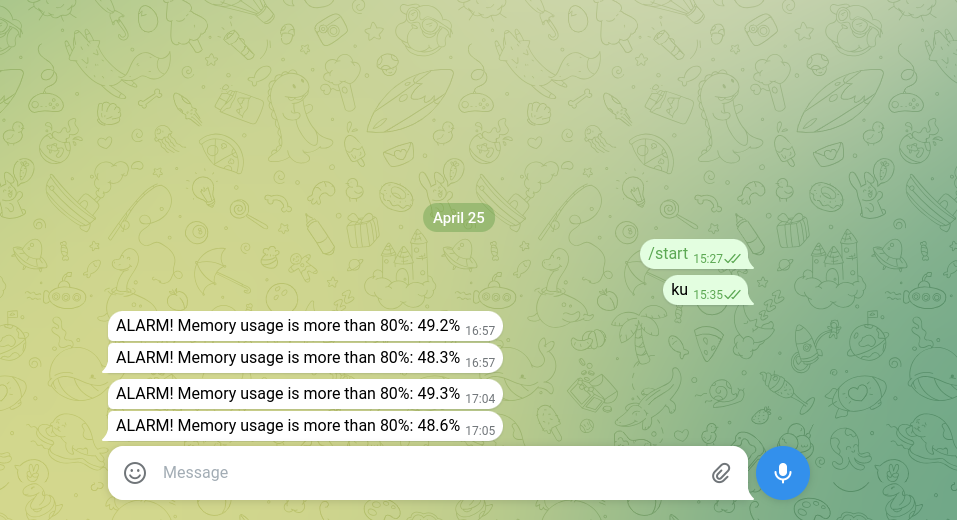 April 25
/start 15:27
ku 15:35
ALARM! Memory usage is more than 80%: 49.2% 16:57
ALARM! Memory usage is more than 80%: 48.3% 16:57
ALARM! Memory usage is more than 80%: 49.3% 17:04
ALARM! Memory usage is more than 80%: 48.6% 17:05
Message